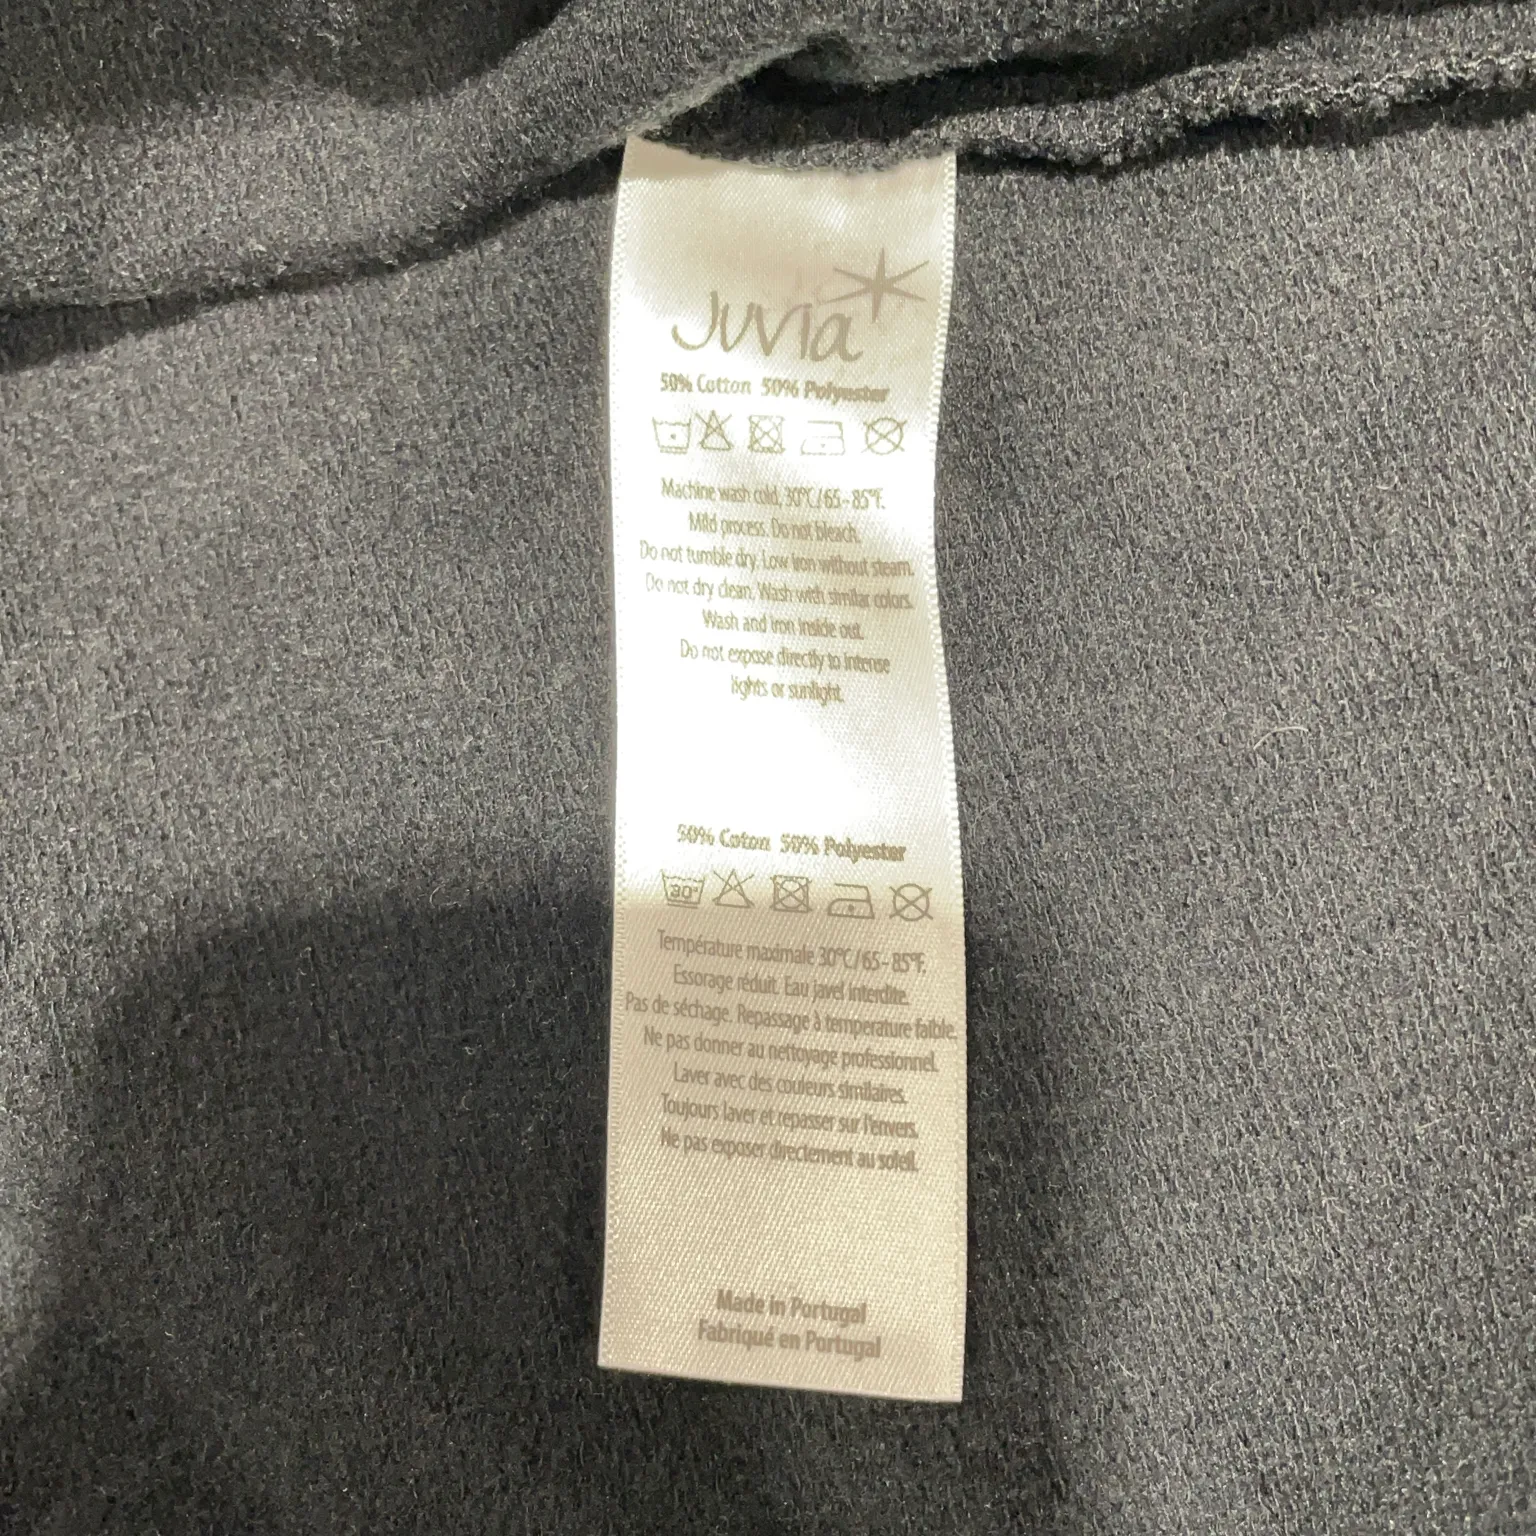 Juvia
50% Cotton 50% Polyester
Machine wash cold, 30°C/65-85°F.
Mild process. Do not bleach.
Do not tumble dry. Low iron without steam.
Do not dry clean. Wash with similar colors.
Wash and iron inside out.
Do not expose directly to intense
lights or sunlight.
50% Coton 50% Polyester
30°
Température maximale 30°C/65-85°F.
Essorage réduit. Eau javel interdite.
Pas de séchage. Repassage à temperature faible.
Ne pas donner au nettoyage professionnel.
Laver avec des couleurs similaires.
Toujours laver et repasser sur l'envers.
Ne pas exposer directement au soleil.
Made in Portugal
Fabriqué en Portugal